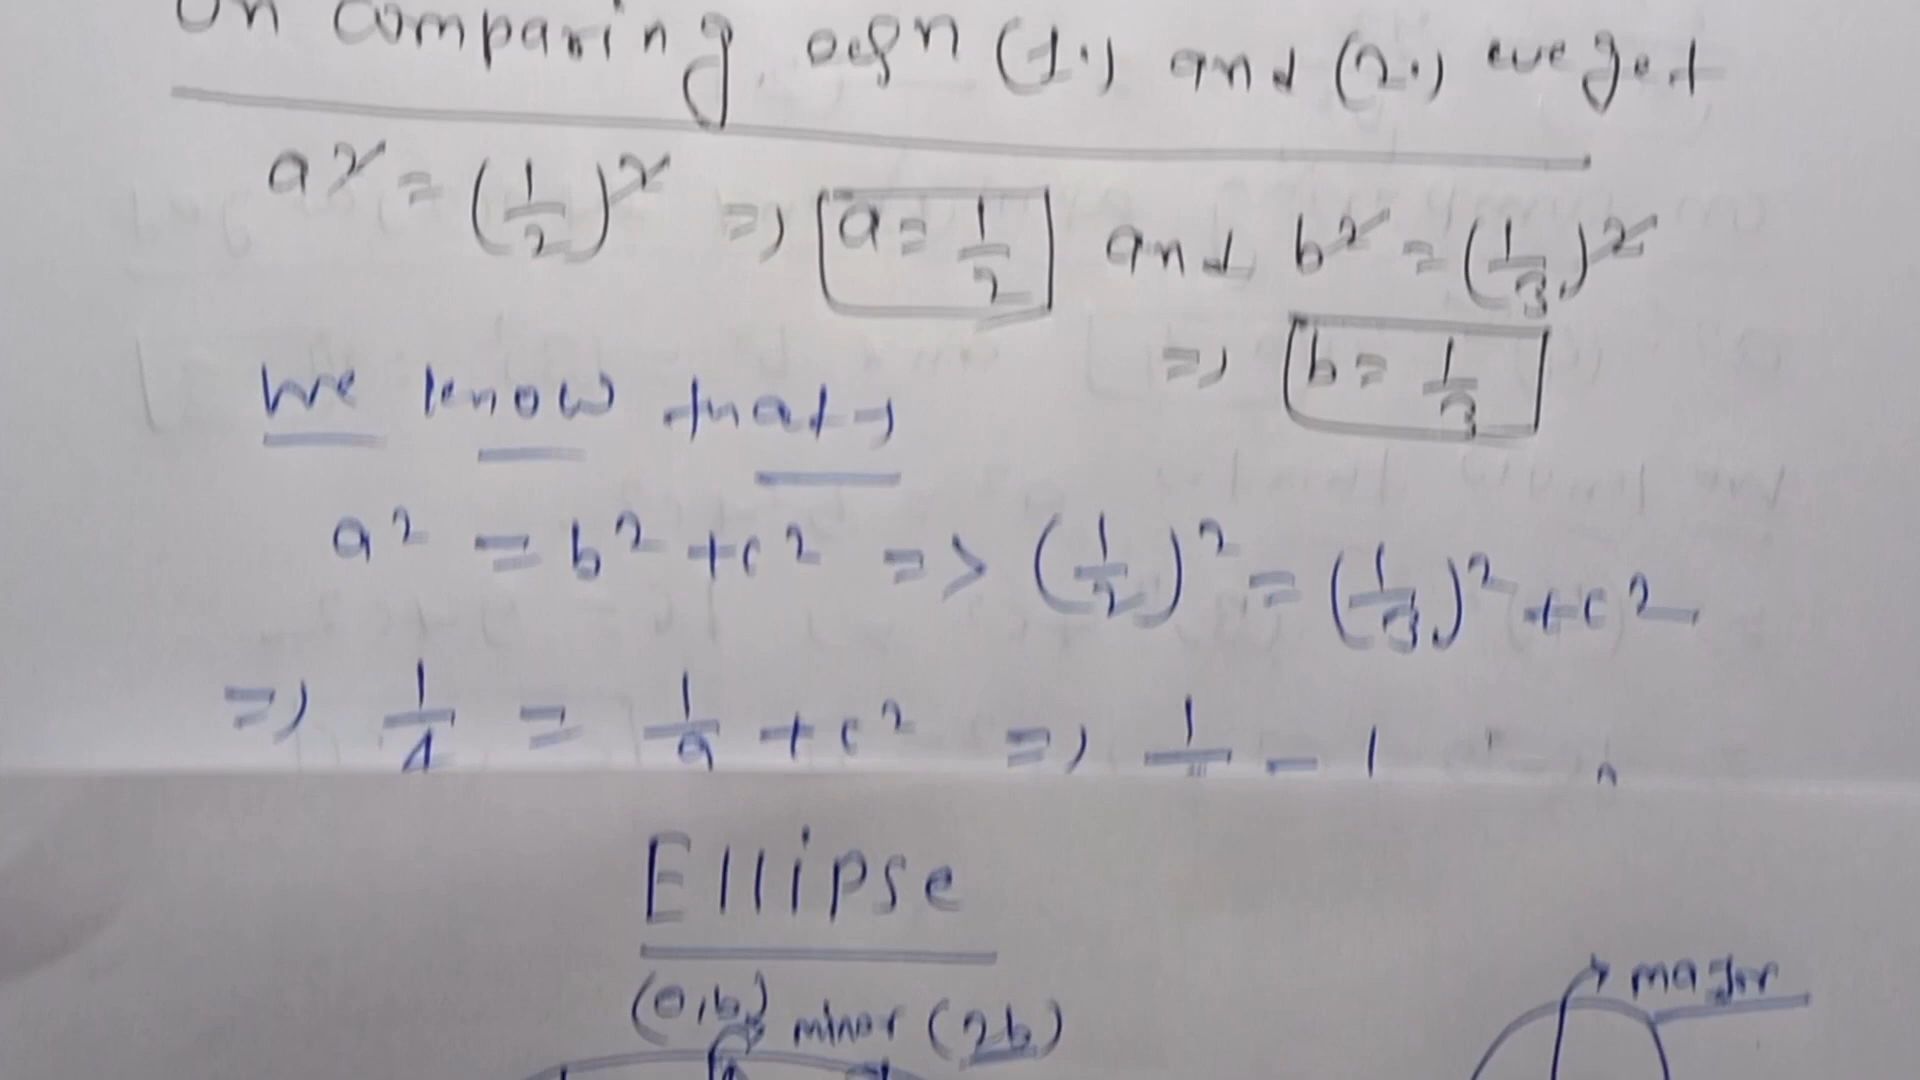 On comparing eqn (1.) and (2.) we get
a² = (1/2)² => a = 1/2 and b² = (1/3)²
=> b = 1/3
We know that,
a² = b² + c² => (1/2)² = (1/3)² + c²
=> 1/4 = 1/9 + c² => 1
Ellipse
(0,b) minor (2b)
major